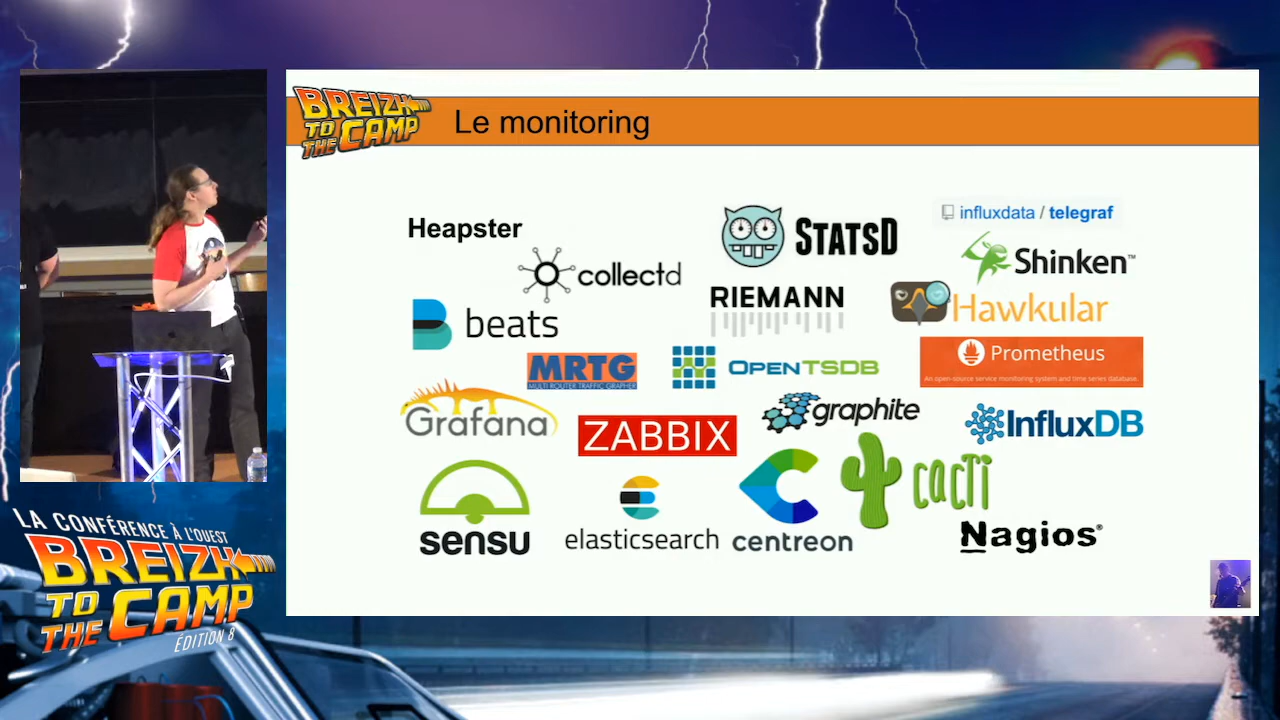 BREIZH
TO
THE CAMP
Le monitoring
Heapster
STATSD
influxdata / telegraf
collectd
Shinken™
beats
RIEMANN
Hawkular
MRTG
MULTI ROUTER TRAFFIC GRAPHER
OPENTSDB
Prometheus
An open-source service monitoring system and time series database.
Grafana
ZABBIX
graphite
InfluxDB
sensu
elasticsearch
centreon
cacti
Nagios®
LA CONFÉRENCE À L'OUEST
BREIZH
TO
THE CAMP
ÉDITION 8